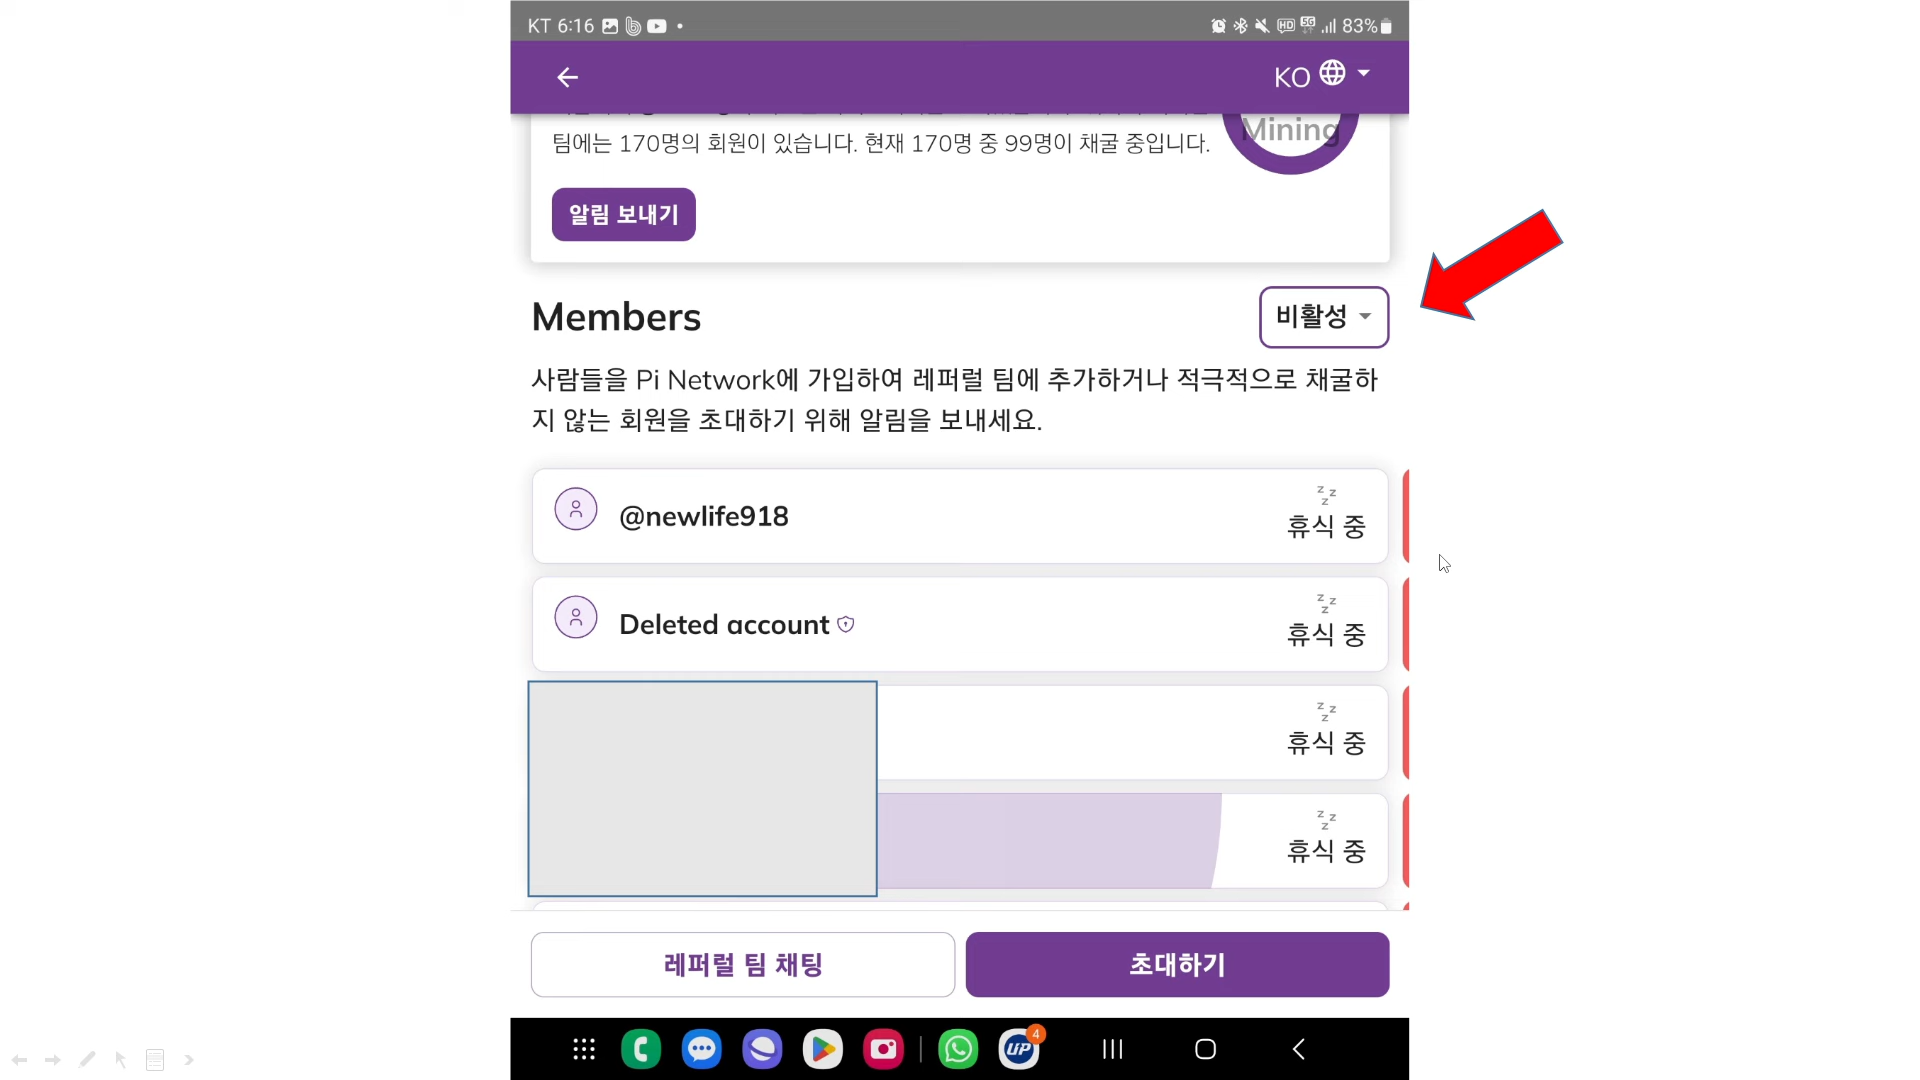 KT 6:16
HD 5G 83%
KO
Mining
팀에는 170명의 회원이 있습니다. 현재 170명 중 99명이 채굴 중입니다.
알림 보내기
Members
비활성
사람들을 Pi Network에 가입하여 레퍼럴 팀에 추가하거나 적극적으로 채굴하
지 않는 회원을 초대하기 위해 알림을 보내세요.
@newlife918
z z z
휴식 중
Deleted account
z z z
휴식 중
z z z
휴식 중
z z z
휴식 중
레퍼럴 팀 채팅
초대하기
UP
4